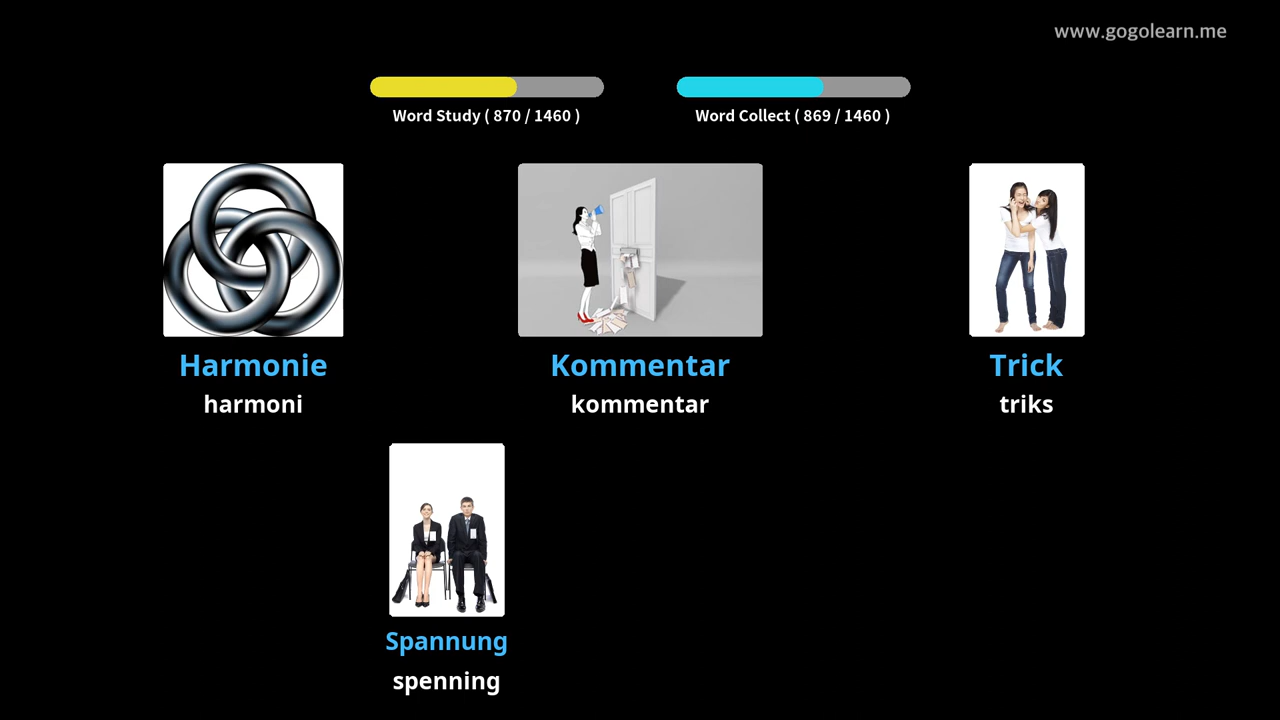 www.gogolearn.me
Word Study ( 870 / 1460 )
Word Collect ( 869 / 1460 )
Harmonie
harmoni
Kommentar
kommentar
Trick
triks
Spannung
spenning